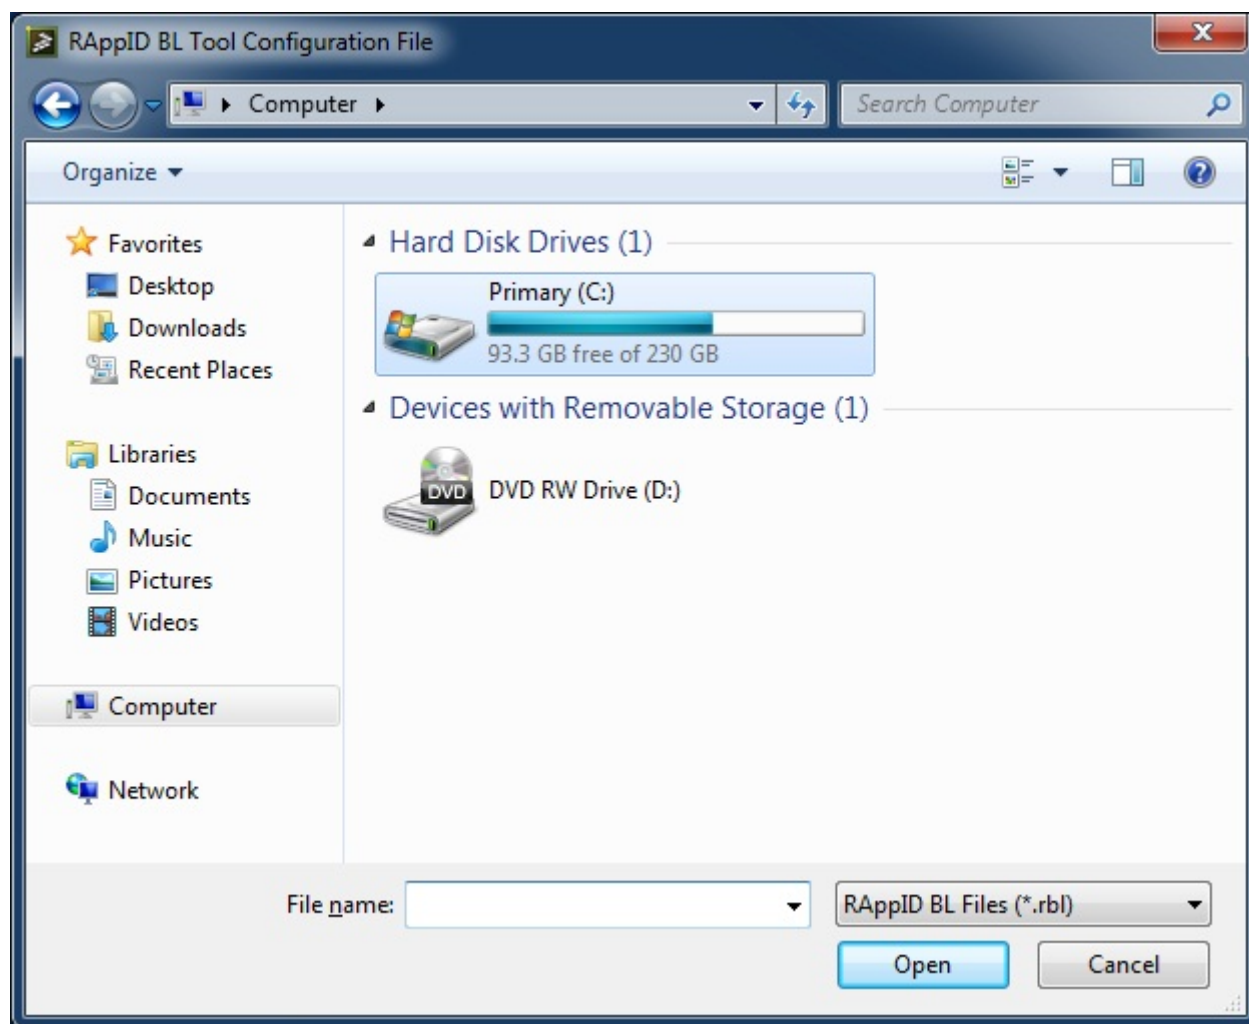 RAppID BL Tool Configuration File
Computer
Search Computer
Organize
Favorites
Desktop
Downloads
Recent Places
Libraries
Documents
Music
Pictures
Videos
Computer
Network
Hard Disk Drives (1)
Primary (C:)
93.3 GB free of 230 GB
Devices with Removable Storage (1)
DVD
DVD RW Drive (D:)
File name:
RAppID BL Files (*.rbl)
Open
Cancel